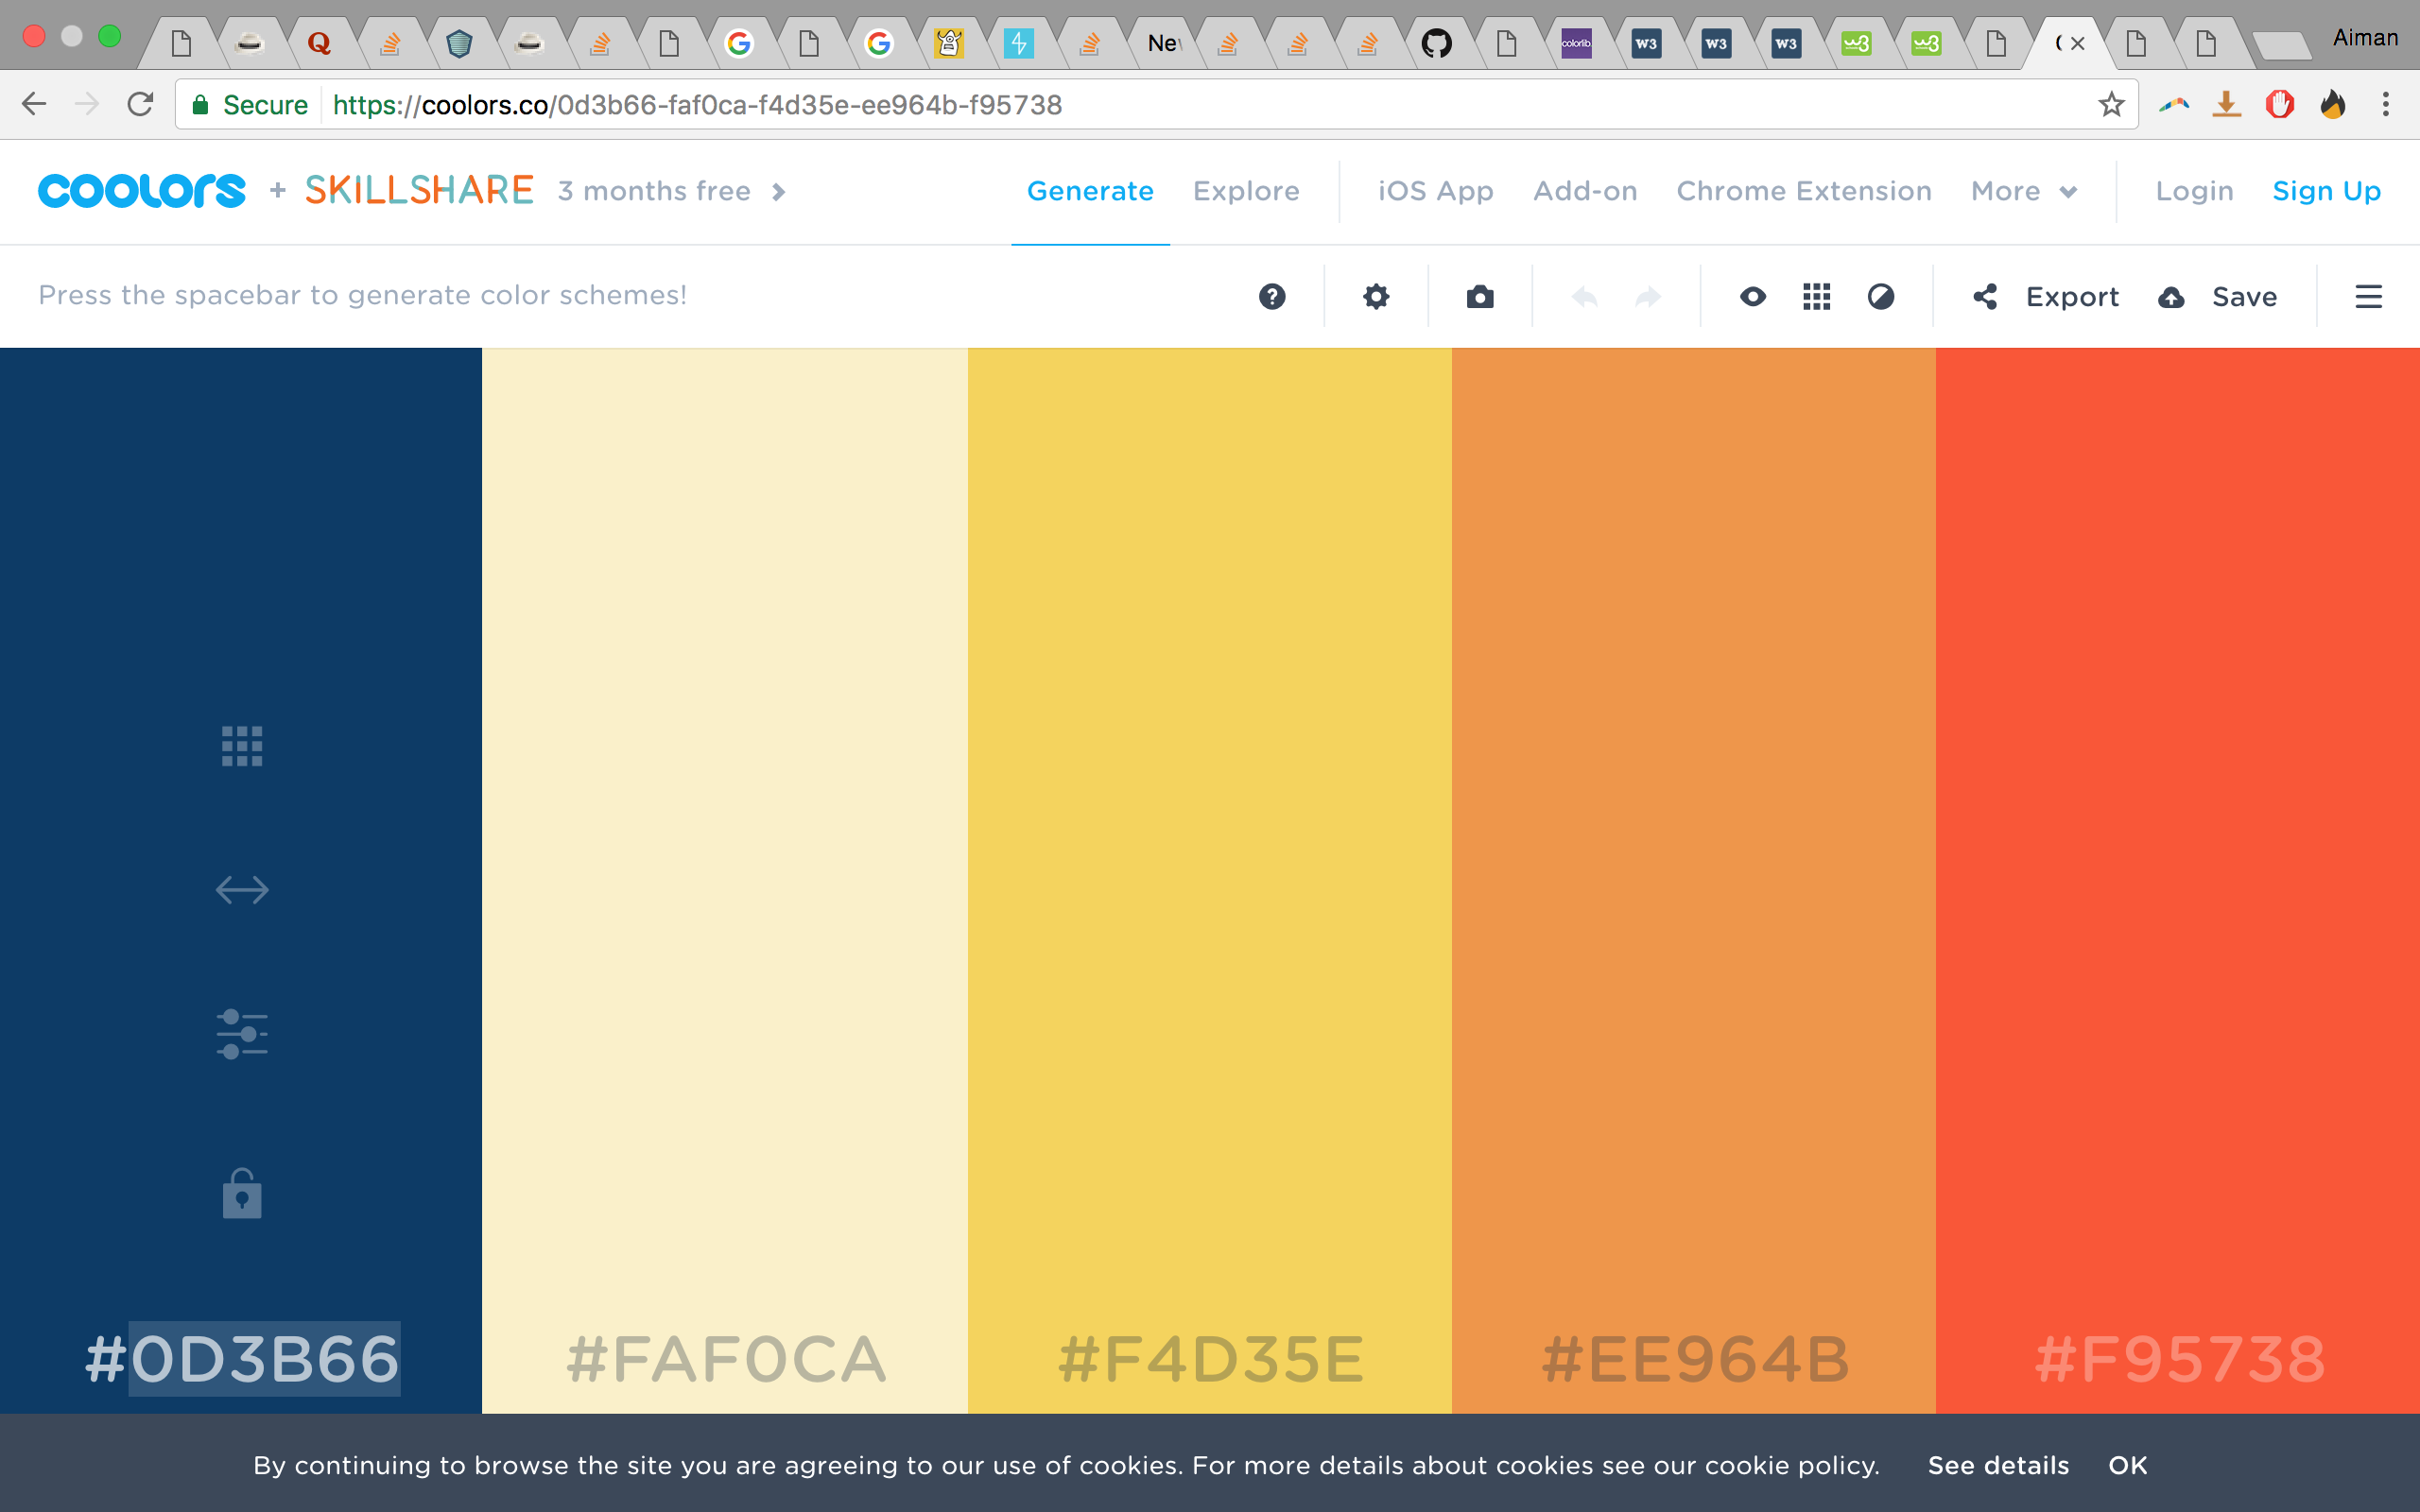 Q
G
G
Ne
colorlib.
W3
W3
W3
w3
w3
Aiman
Secure
https://coolors.co/0d3b66-faf0ca-f4d35e-ee964b-f95738
coolors + SKILLSHARE 3 months free
Generate Explore iOS App Add-on Chrome Extension More Login Sign Up
Press the spacebar to generate color schemes!
? Export Save
#0D3B66
#FAF0CA
#F4D35E
#EE964B
#F95738
By continuing to browse the site you are agreeing to our use of cookies. For more details about cookies see our cookie policy. See details OK